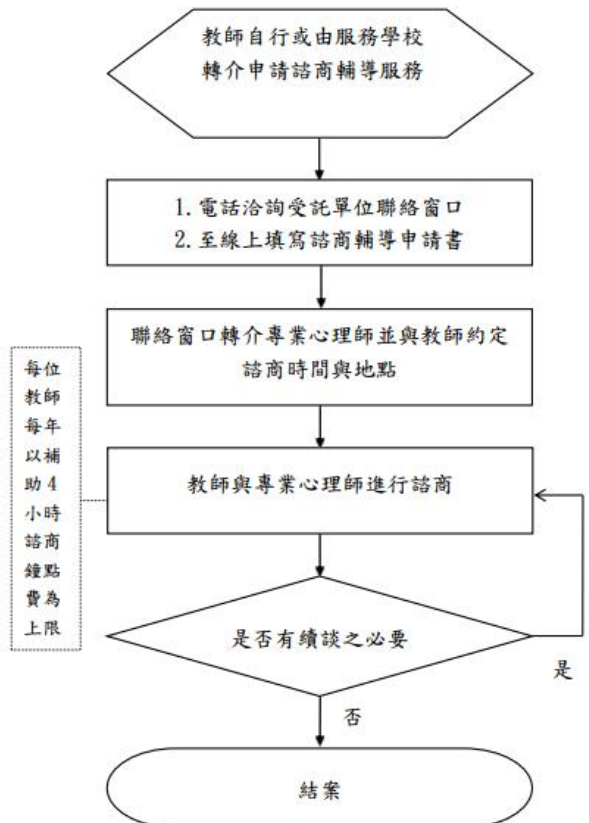 教師自行或由服務學校
轉介申請諮商輔導服務
1. 電話洽詢受託單位聯絡窗口
2. 至線上填寫諮商輔導申請書
聯絡窗口轉介專業心理師並與教師約定
諮商時間與地點
每位
教師
每年
以補
助4
小時
諮商
鐘點
費為
上限
教師與專業心理師進行諮商
是否有續談之必要
是
否
結案